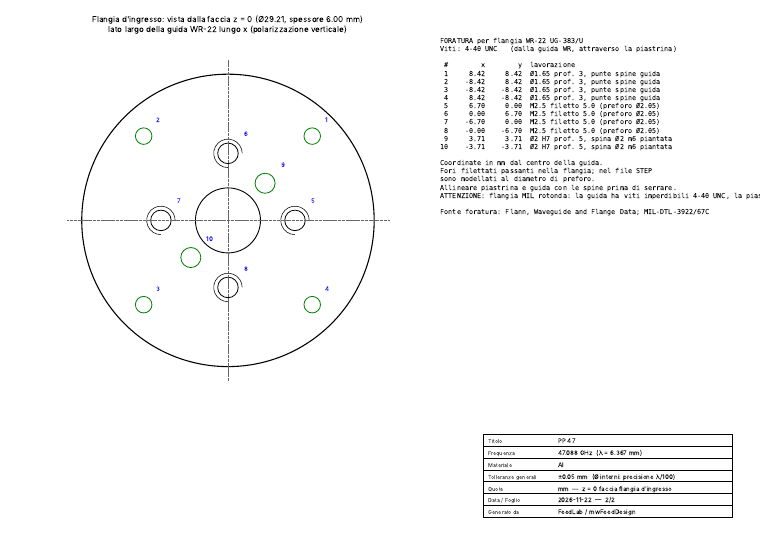 Flangia d'ingresso: vista dalla faccia z = 0 (Ø29.21, spessore 6.00 mm)
lato largo della guida WR-22 lungo x (polarizzazione verticale)
2
1
6
9
7
5
10
8
3
4
FORATURA per flangia WR-22 UG-383/U
Viti: 4-40 UNC (dalla guida WR, attraverso la piastrina)
# x y lavorazione
1 8.42 8.42 Ø1.65 prof. 3, punte spine guida
2 -8.42 8.42 Ø1.65 prof. 3, punte spine guida
3 -8.42 -8.42 Ø1.65 prof. 3, punte spine guida
4 8.42 -8.42 Ø1.65 prof. 3, punte spine guida
5 6.70 0.00 M2.5 filetto 5.0 (preforo Ø2.05)
6 0.00 6.70 M2.5 filetto 5.0 (preforo Ø2.05)
7 -6.70 0.00 M2.5 filetto 5.0 (preforo Ø2.05)
8 -0.00 -6.70 M2.5 filetto 5.0 (preforo Ø2.05)
9 3.71 3.71 Ø2 H7 prof. 5, spina Ø2 m6 piantata
10 -3.71 -3.71 Ø2 H7 prof. 5, spina Ø2 m6 piantata
Coordinate in mm dal centro della guida.
Fori filettati passanti nella flangia; nel file STEP
sono modellati al diametro di preforo.
Allineare piastrina e guida con le spine prima di serrare.
ATTENZIONE: flangia MIL rotonda: la guida ha viti imperdibili 4-40 UNC, la pias
Fonte foratura: Flann, Waveguide and Flange Data; MIL-DTL-3922/67C
Titolo PP 47
Frequenza 47.088 GHz (λ = 6.367 mm)
Materiale Al
Tolleranze generali ±0.05 mm (Ø interni: precisione λ/100)
Quote mm — z = 0 faccia flangia d'ingresso
Data / Foglio 2026-11-22 — 2/2
Generato da FeedLab / mwFeedDesign